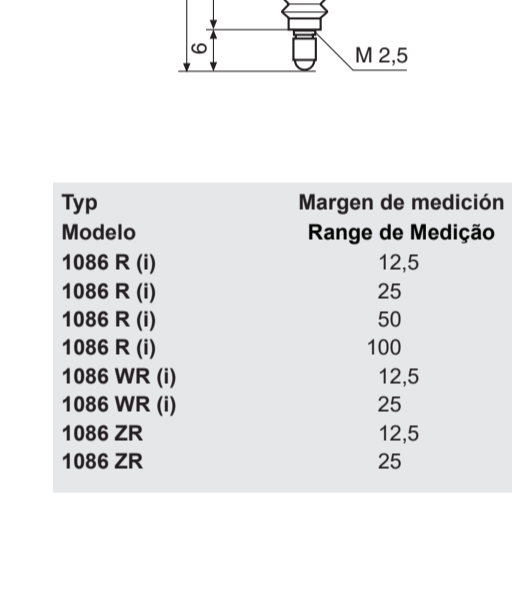 6
M 2,5
Typ Margen de medición
Modelo Range de Medição
1086 R (i) 12,5
1086 R (i) 25
1086 R (i) 50
1086 R (i) 100
1086 WR (i) 12,5
1086 WR (i) 25
1086 ZR 12,5
1086 ZR 25